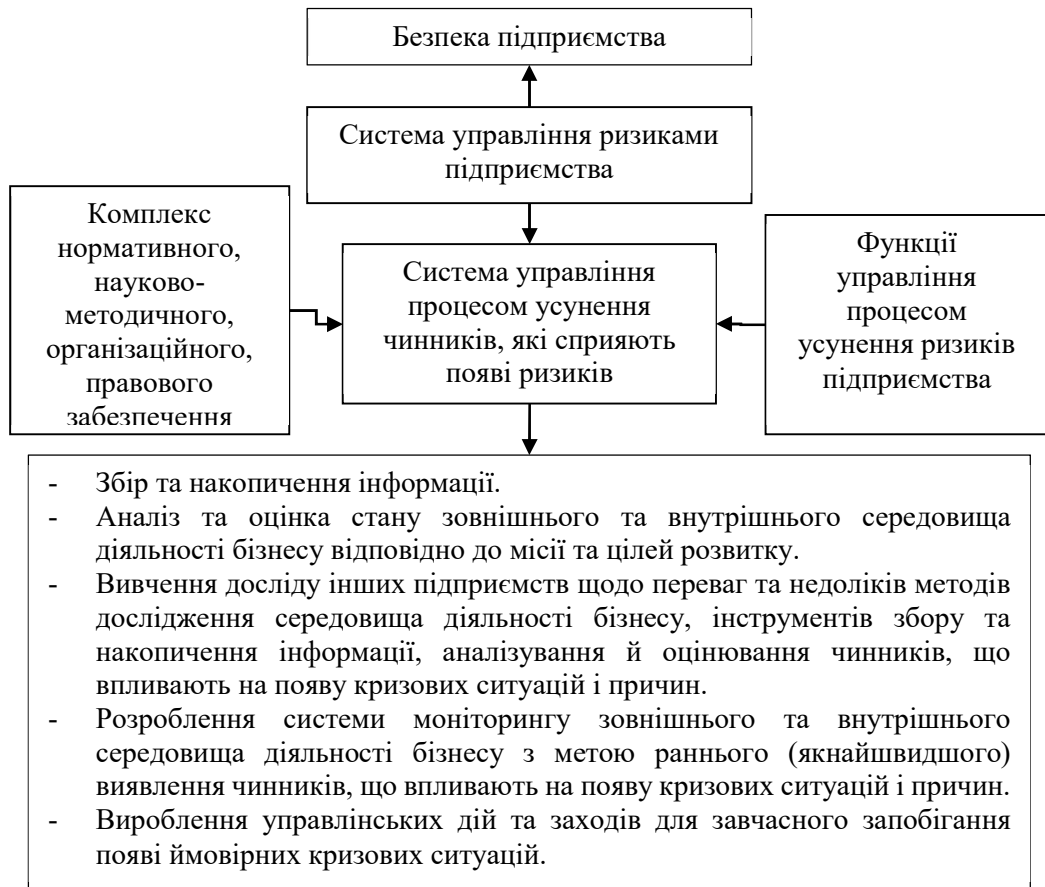 Безпека підприємства
Система управління ризиками
підприємства
Комплекс
нормативного,
науково-
методичного,
організаційного,
правового
забезпечення
Система управління
процесом усунення
чинників, які сприяють
появі ризиків
Функції
управління
процесом
усунення ризиків
підприємства
- Збір та накопичення інформації.
- Аналіз та оцінка стану зовнішнього та внутрішнього середовища
діяльності бізнесу відповідно до місії та цілей розвитку.
- Вивчення досліду інших підприємств щодо переваг та недоліків методів
дослідження середовища діяльності бізнесу, інструментів збору та
накопичення інформації, аналізування й оцінювання чинників, що
впливають на появу кризових ситуацій і причин.
- Розроблення системи моніторингу зовнішнього та внутрішнього
середовища діяльності бізнесу з метою раннього (якнайшвидшого)
виявлення чинників, що впливають на появу кризових ситуацій і причин.
- Вироблення управлінських дій та заходів для завчасного запобігання
появі ймовірних кризових ситуацій.